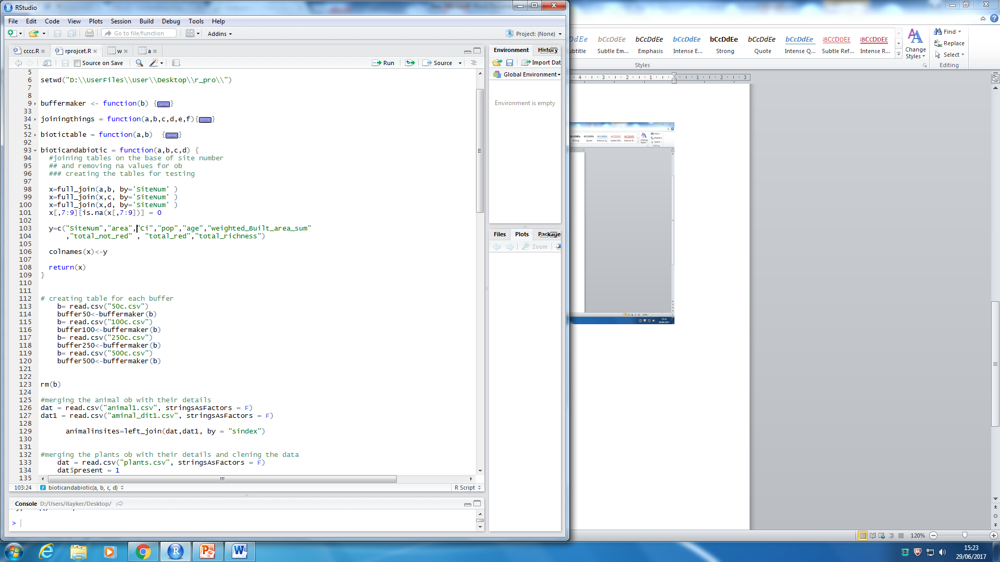 RStudio
File Edit Code View Plots Session Build Debug Tools Help
Go to file/function
Addins
Project: (None)
cccc.R
rprojcet.R
w
a
Source on Save
Run
Source
5
6 setwd("D:\\UserFiles\\User\\Desktop\\r_pro\\")
7
8
9 buffermaker <- function(b) {
}
33
34 joiningthings = function(a,b,c,d,e,f){
}
51
52 biotictable = function(a,b) {
}
92
93 bioticandabiotic = function(a,b,c,d) {
94 #joining tables on the base of site number
95 ## and removing na values for ob
96 ### creating the tables for testing
97
98 x=full_join(a,b, by='SiteNum' )
99 x=full_join(x,c, by='SiteNum' )
100 x=full_join(x,d, by='SiteNum' )
101 x[,7:9][is.na(x[,7:9])] = 0
102
103 y=c("SiteNum","area","Ci","pop","age","weighted_Built_area_sum"
104 ,"total_not_red" , "total_red","total_richness")
105
106 colnames(x)<-y
107
108 return(x)
109 }
110
111
112 # creating table for each buffer
113 b= read.csv("50c.csv")
114 buffer50<-buffermaker(b)
115 b= read.csv("100c.csv")
116 buffer100<-buffermaker(b)
117 b= read.csv("250c.csv")
118 buffer250<-buffermaker(b)
119 b= read.csv("500c.csv")
120 buffer500<-buffermaker(b)
121
122
123 rm(b)
124
125 #merging the animal ob with their details
126 dat = read.csv("animal1.csv", stringsAsFactors = F)
127 dat1 = read.csv("aminal_dit1.csv", stringsAsFactors = F)
128
129 animalinsites=left_join(dat,dat1, by = "sindex")
130
131
132 #merging the plants ob with their details and clening the data
133 dat = read.csv("plants.csv", stringsAsFactors = F)
134 dat$present = 1
135
103:24 bioticandabiotic(a, b, c, d)
R Script
Console D:/Users/itayker/Desktop/
>
Environment History
Import Dat
Global Environment
Environment is empty
Files Plots Package
Zoom
DdEe AaBbCcDdEe
Subtle Em...
Emphasis
Intense E...
Strong
Quote
Intense Q...
Subtle Ref...
Intense R...
Change Styles
Find
Replace
Select
Styles
Editing
4 3 2 1 1 2 3
120%
15:23
29/06/2017